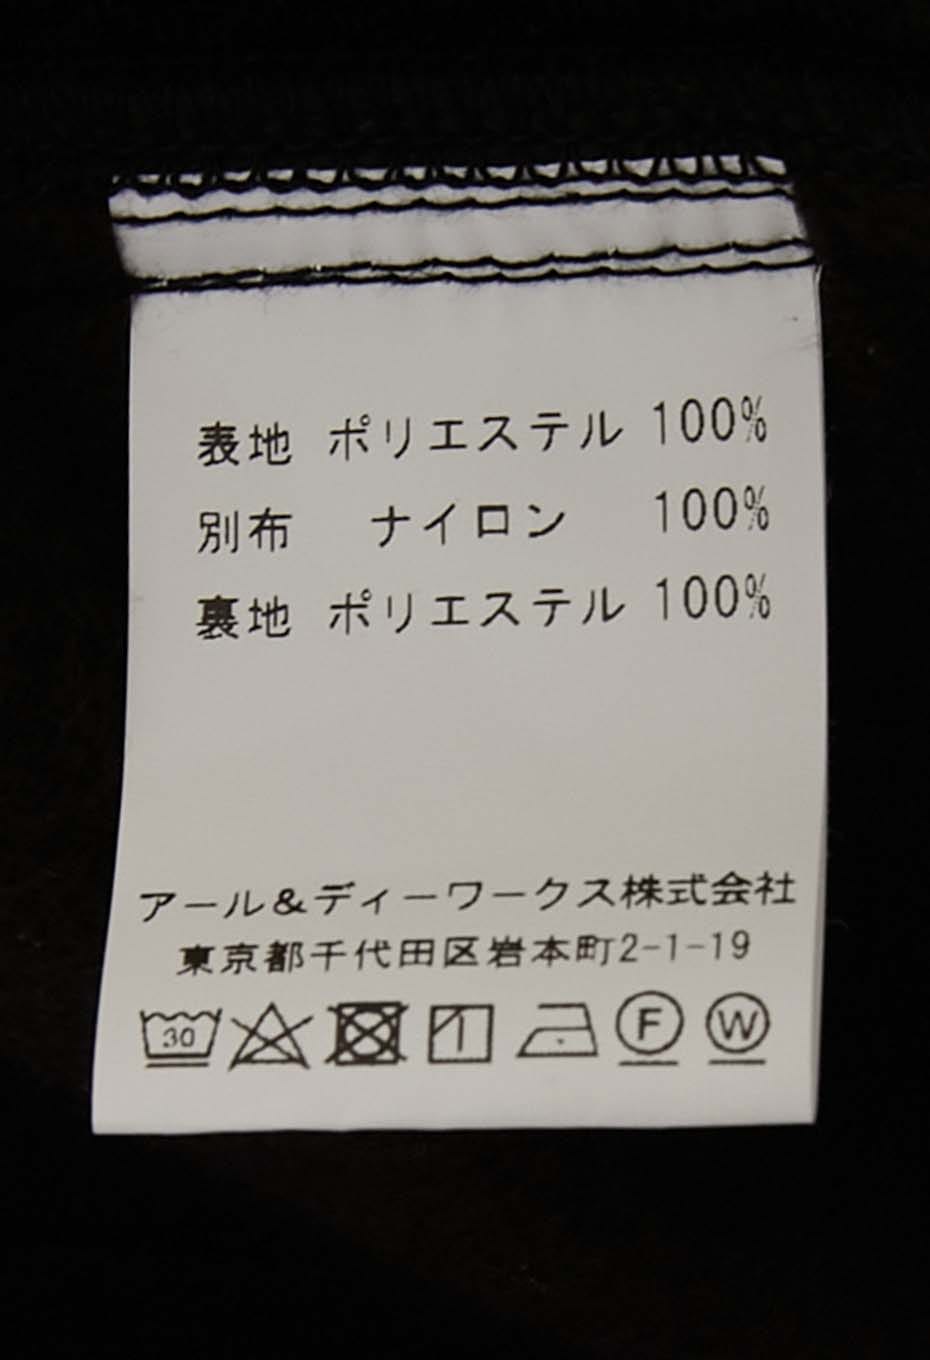 表地 ポリエステル 100%
別布 ナイロン 100%
裏地 ポリエステル 100%
アール&ディーワークス株式会社
東京都千代田区岩本町2-1-19
30 F W